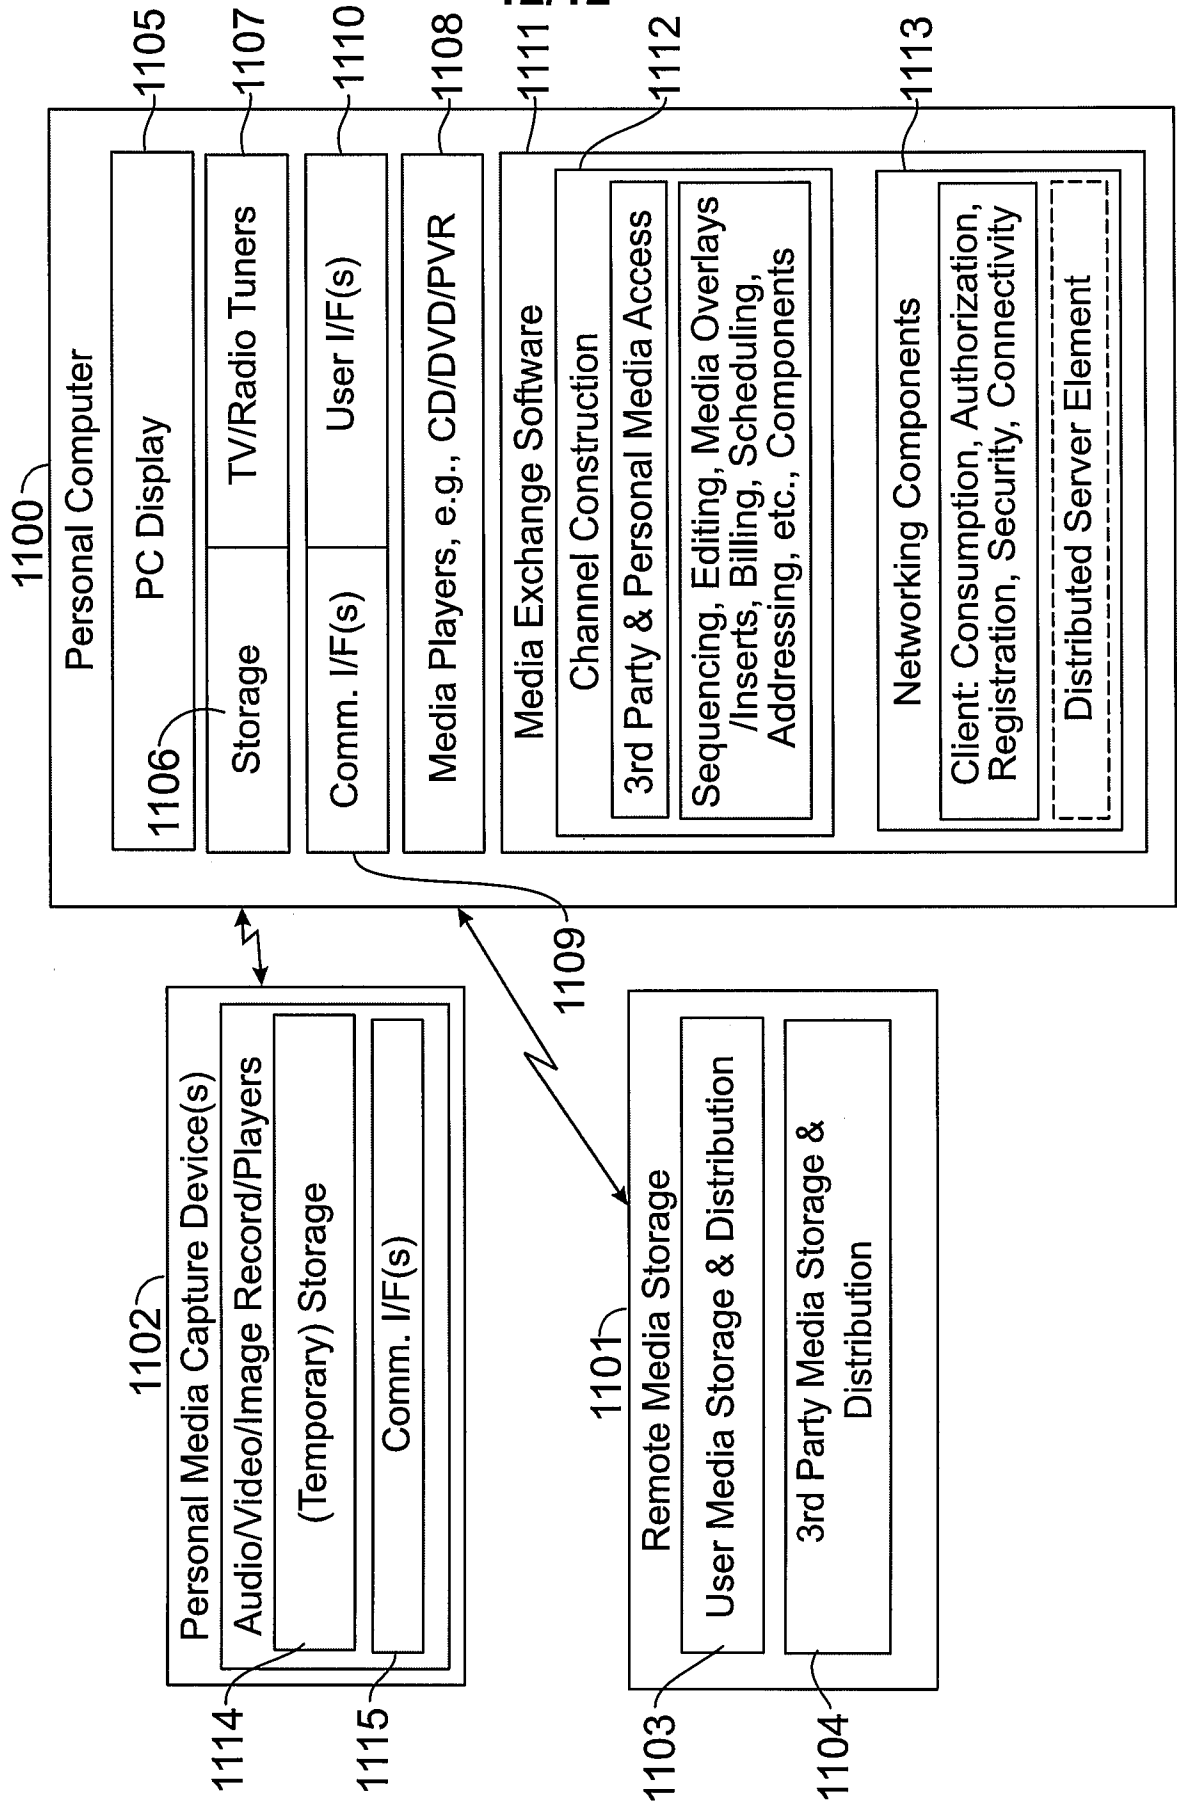 1100
Personal Computer
PC Display
1105
1106
Storage
TV/Radio Tuners
1107
Comm. I/F(s)
User I/F(s)
1110
1109
Media Players, e.g., CD/DVD/PVR
1108
Media Exchange Software
1111
Channel Construction
1112
3rd Party & Personal Media Access
Sequencing, Editing, Media Overlays
/Inserts, Billing, Scheduling,
Addressing, etc., Components
Networking Components
1113
Client: Consumption, Authorization,
Registration, Security, Connectivity
Distributed Server Element
1102
Personal Media Capture Device(s)
Audio/Video/Image Record/Players
(Temporary) Storage
1114
Comm. I/F(s)
1115
1101
Remote Media Storage
User Media Storage & Distribution
1103
3rd Party Media Storage &
Distribution
1104